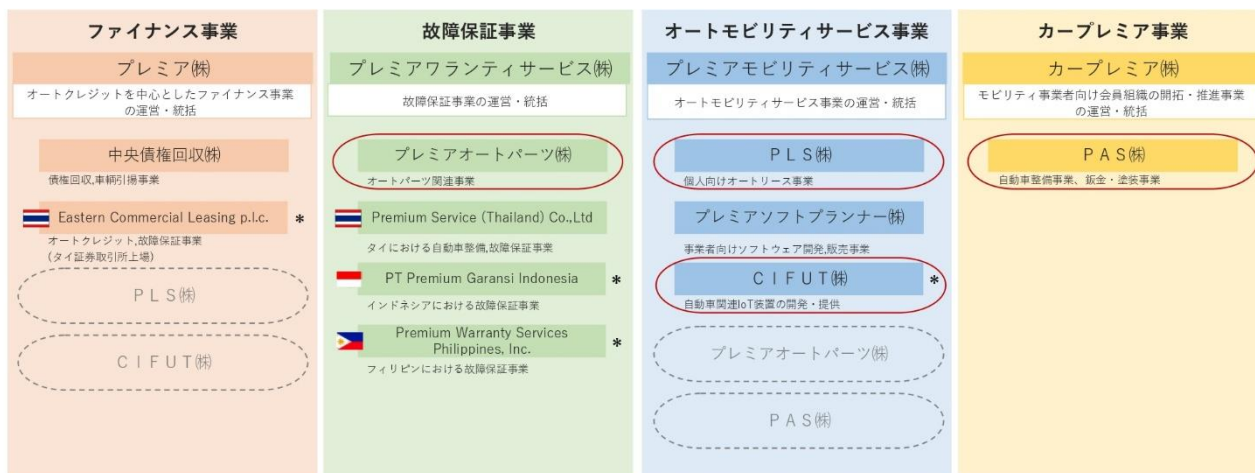 ファイナンス事業
プレミア㈱
オートクレジットを中心としたファイナンス事業
の運営・統括
中央債権回収㈱
債権回収,車輌引揚事業
Eastern Commercial Leasing p.l.c.
*
オートクレジット,故障保証事業
(タイ証券取引所上場)
ＰＬＳ㈱
ＣＩＦＵＴ㈱
故障保証事業
プレミアワランティサービス㈱
故障保証事業の運営・統括
プレミアオートパーツ㈱
オートパーツ関連事業
Premium Service (Thailand) Co.,Ltd
タイにおける自動車整備,故障保証事業
PT Premium Garansi Indonesia
*
インドネシアにおける故障保証事業
Premium Warranty Services
Philippines, Inc.
*
フィリピンにおける故障保証事業
オートモビリティサービス事業
プレミアモビリティサービス㈱
オートモビリティサービス事業の運営・統括
ＰＬＳ㈱
個人向けオートリース事業
プレミアソフトプランナー㈱
事業者向けソフトウェア開発,販売事業
ＣＩＦＵＴ㈱
*
自動車関連IoT装置の開発・提供
プレミアオートパーツ㈱
ＰＡＳ㈱
カープレミア事業
カープレミア㈱
モビリティ事業者向け会員組織の開拓・推進事業
の運営・統括
ＰＡＳ㈱
自動車整備事業、鈑金・塗装事業